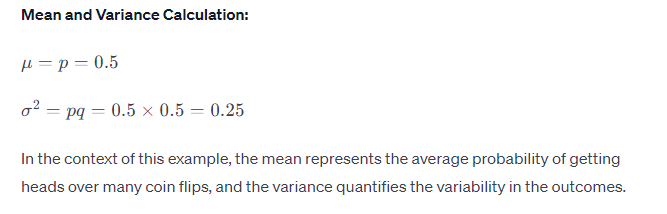 Mean and Variance Calculation:
μ = p = 0.5
σ² = pq = 0.5 × 0.5 = 0.25
In the context of this example, the mean represents the average probability of getting
heads over many coin flips, and the variance quantifies the variability in the outcomes.